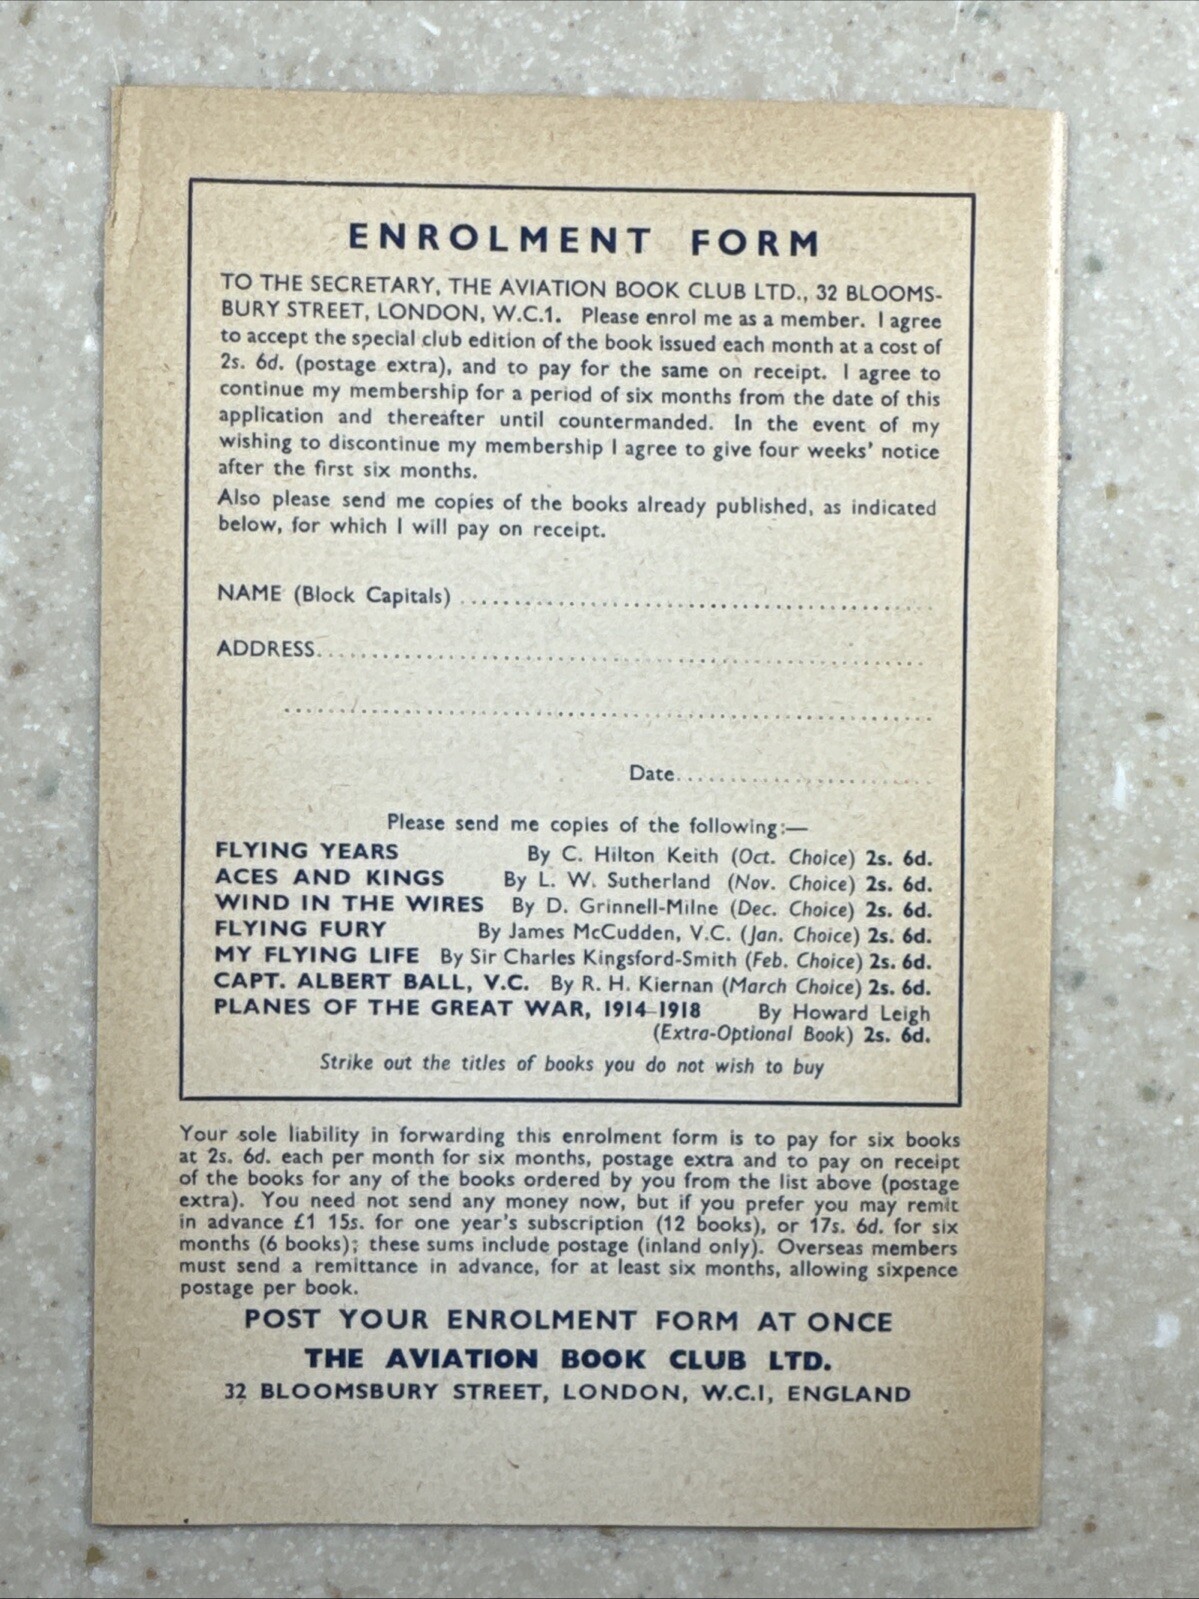 ENROLMENT FORM
TO THE SECRETARY, THE AVIATION BOOK CLUB LTD., 32 BLOOMS-
BURY STREET, LONDON, W.C.1. Please enrol me as a member. I agree
to accept the special club edition of the book issued each month at a cost of
2s. 6d. (postage extra), and to pay for the same on receipt. I agree to
continue my membership for a period of six months from the date of this
application and thereafter until countermanded. In the event of my
wishing to discontinue my membership I agree to give four weeks' notice
after the first six months.
Also please send me copies of the books already published, as indicated
below, for which I will pay on receipt.
NAME (Block Capitals) ..............................................
ADDRESS..............................................
..............................................
Date....................
Please send me copies of the following:—
FLYING YEARS By C. Hilton Keith (Oct. Choice) 2s. 6d.
ACES AND KINGS By L. W. Sutherland (Nov. Choice) 2s. 6d.
WIND IN THE WIRES By D. Grinnell-Milne (Dec. Choice) 2s. 6d.
FLYING FURY By James McCudden, V.C. (Jan. Choice) 2s. 6d.
MY FLYING LIFE By Sir Charles Kingsford-Smith (Feb. Choice) 2s. 6d.
CAPT. ALBERT BALL, V.C. By R. H. Kiernan (March Choice) 2s. 6d.
PLANES OF THE GREAT WAR, 1914-1918 By Howard Leigh
(Extra-Optional Book) 2s. 6d.
Strike out the titles of books you do not wish to buy
Your sole liability in forwarding this enrolment form is to pay for six books
at 2s. 6d. each per month for six months, postage extra and to pay on receipt
of the books for any of the books ordered by you from the list above (postage
extra). You need not send any money now, but if you prefer you may remit
in advance £1 15s. for one year's subscription (12 books), or 17s. 6d. for six
months (6 books); these sums include postage (inland only). Overseas members
must send a remittance in advance, for at least six months, allowing sixpence
postage per book.
POST YOUR ENROLMENT FORM AT ONCE
THE AVIATION BOOK CLUB LTD.
32 BLOOMSBURY STREET, LONDON, W.C.I, ENGLAND